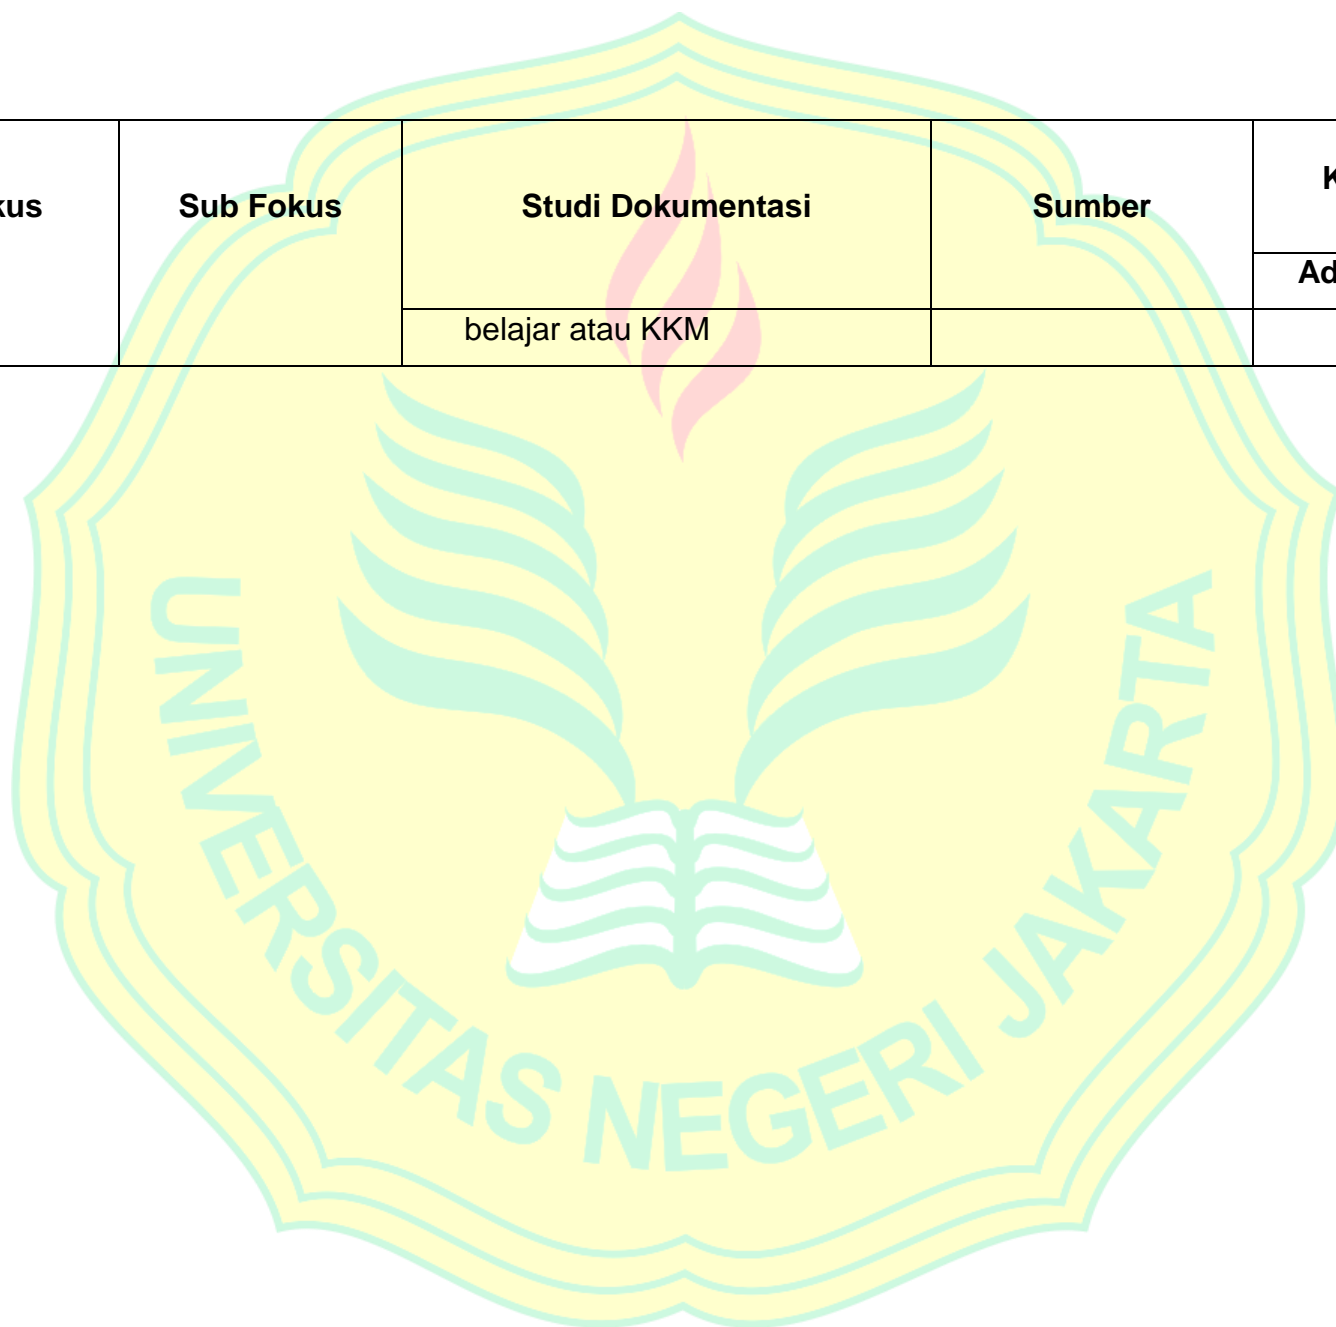 kus Sub Fokus Studi Dokumentasi Sumber K
Ad
belajar atau KKM
UNIVERSITAS NEGERI JAKARTA